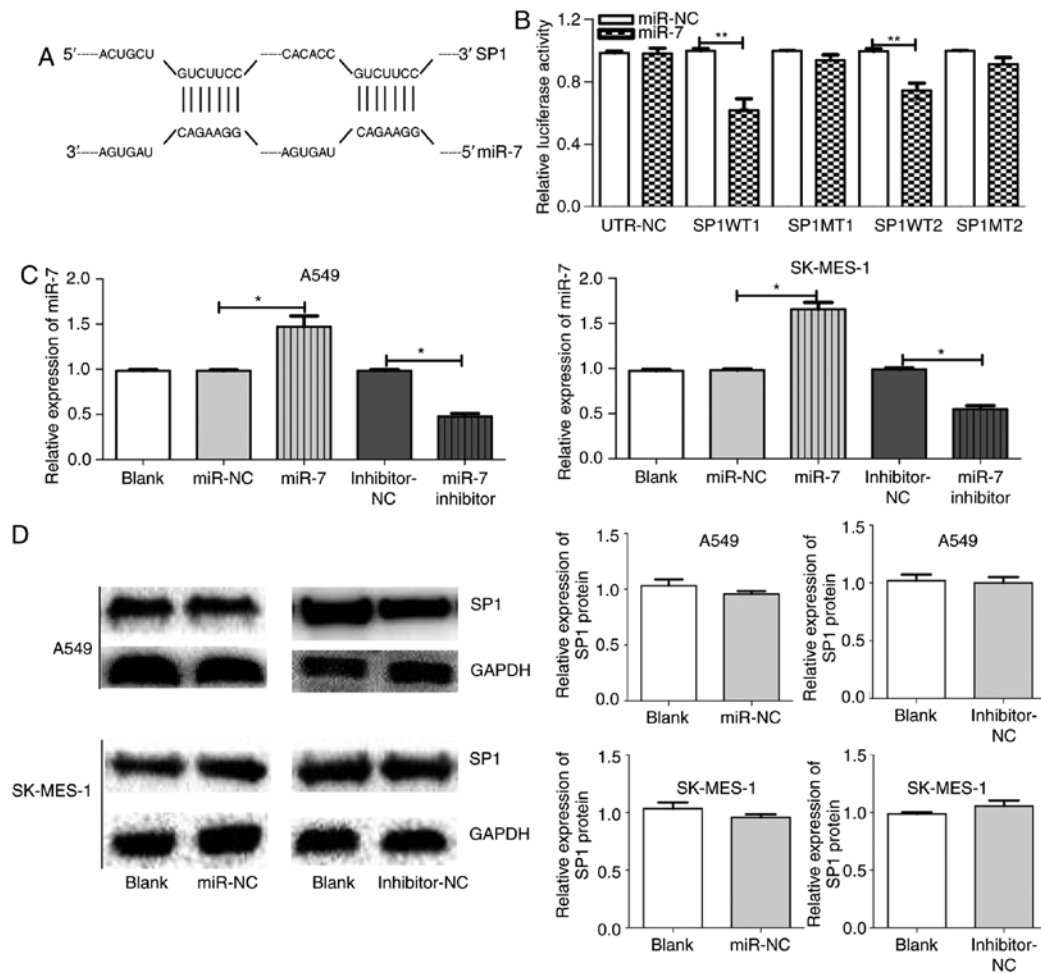 A
5′ ----ACUGCU GUCUUCC ----CACACC GUCUUCC ----3′ SP1
3′ ----AGUGAU CAGAAGG ----AGUGAU CAGAAGG ----5′ miR-7
B
miR-NC
miR-7
Relative luciferase activity
1.2
0.8
0.4
0.0
** **
UTR-NC SP1WT1 SP1MT1 SP1WT2 SP1MT2
C
A549
Relative expression of miR-7
2.0
1.5
1.0
0.5
0.0
* *
Blank miR-NC miR-7 Inhibitor-NC miR-7 inhibitor
SK-MES-1
Relative expression of miR-7
2.0
1.5
1.0
0.5
0.0
* *
Blank miR-NC miR-7 Inhibitor-NC miR-7 inhibitor
D
A549
SP1
GAPDH
SK-MES-1
SP1
GAPDH
Blank miR-NC Blank Inhibitor-NC
A549
Relative expression of
SP1 protein
1.5
1.0
0.5
0.0
Blank miR-NC
A549
Relative expression of
SP1 protein
1.5
1.0
0.5
0.0
Blank Inhibitor-NC
SK-MES-1
Relative expression of
SP1 protein
1.5
1.0
0.5
0.0
Blank miR-NC
SK-MES-1
Relative expression of
SP1 protein
1.5
1.0
0.5
0.0
Blank Inhibitor-NC